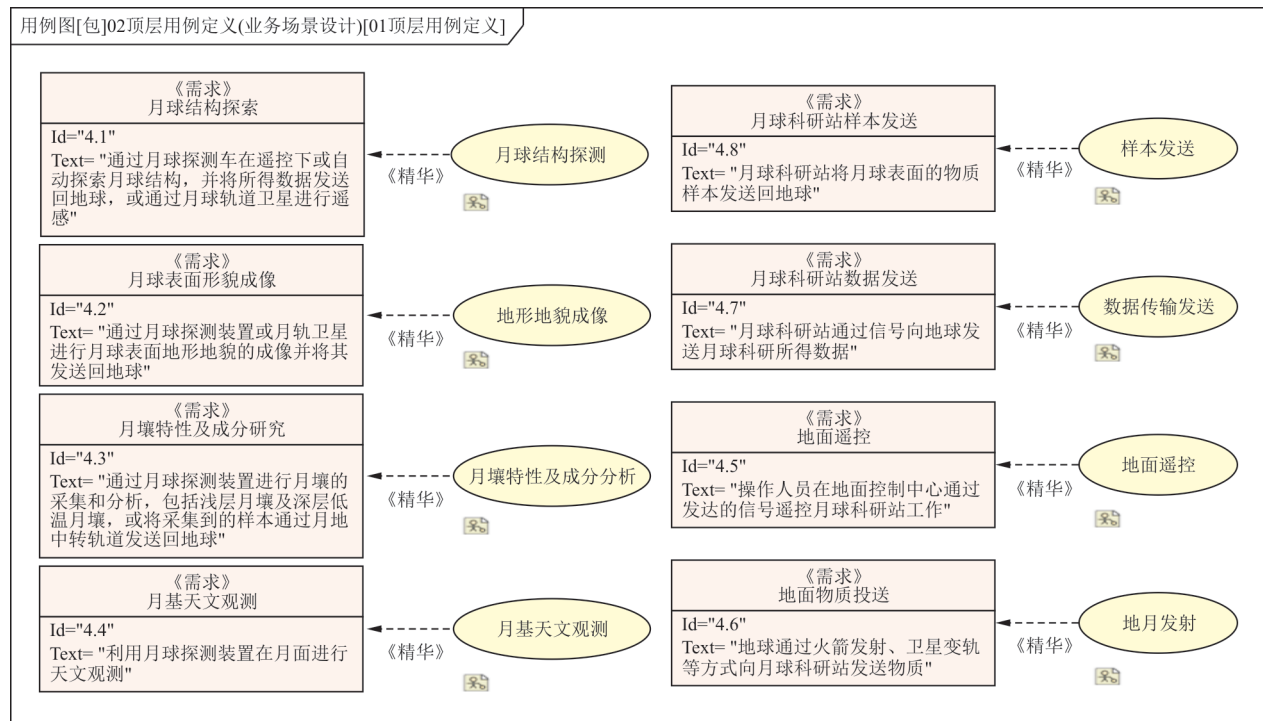 用例图[包]02顶层用例定义(业务场景设计)[01顶层用例定义]
《需求》
月球结构探索
Id="4.1"
Text= "通过月球探测车在遥控下或自
动探索月球结构，并将所得数据发送
回地球，或通过月球轨道卫星进行遥
感"
《精华》
月球结构探测
《需求》
月球表面形貌成像
Id="4.2"
Text= "通过月球探测装置或月轨卫星
进行月球表面地形地貌的成像并将其
发送回地球"
《精华》
地形地貌成像
《需求》
月壤特性及成分研究
Id="4.3"
Text= "通过月球探测装置进行月壤的
采集和分析，包括浅层月壤及深层低
温月壤，或将采集到的样本通过月地
中转轨道发送回地球"
《精华》
月壤特性及成分分析
《需求》
月基天文观测
Id="4.4"
Text= "利用月球探测装置在月面进行
天文观测"
《精华》
月基天文观测
《需求》
月球科研站样本发送
Id="4.8"
Text= "月球科研站将月球表面的物质
样本发送回地球"
《精华》
样本发送
《需求》
月球科研站数据发送
Id="4.7"
Text= "月球科研站通过信号向地球发
送月球科研所得数据"
《精华》
数据传输发送
《需求》
地面遥控
Id="4.5"
Text= "操作人员在地面控制中心通过
发达的信号遥控月球科研站工作"
《精华》
地面遥控
《需求》
地面物质投送
Id="4.6"
Text= "地球通过火箭发射、卫星变轨
等方式向月球科研站发送物质"
《精华》
地月发射